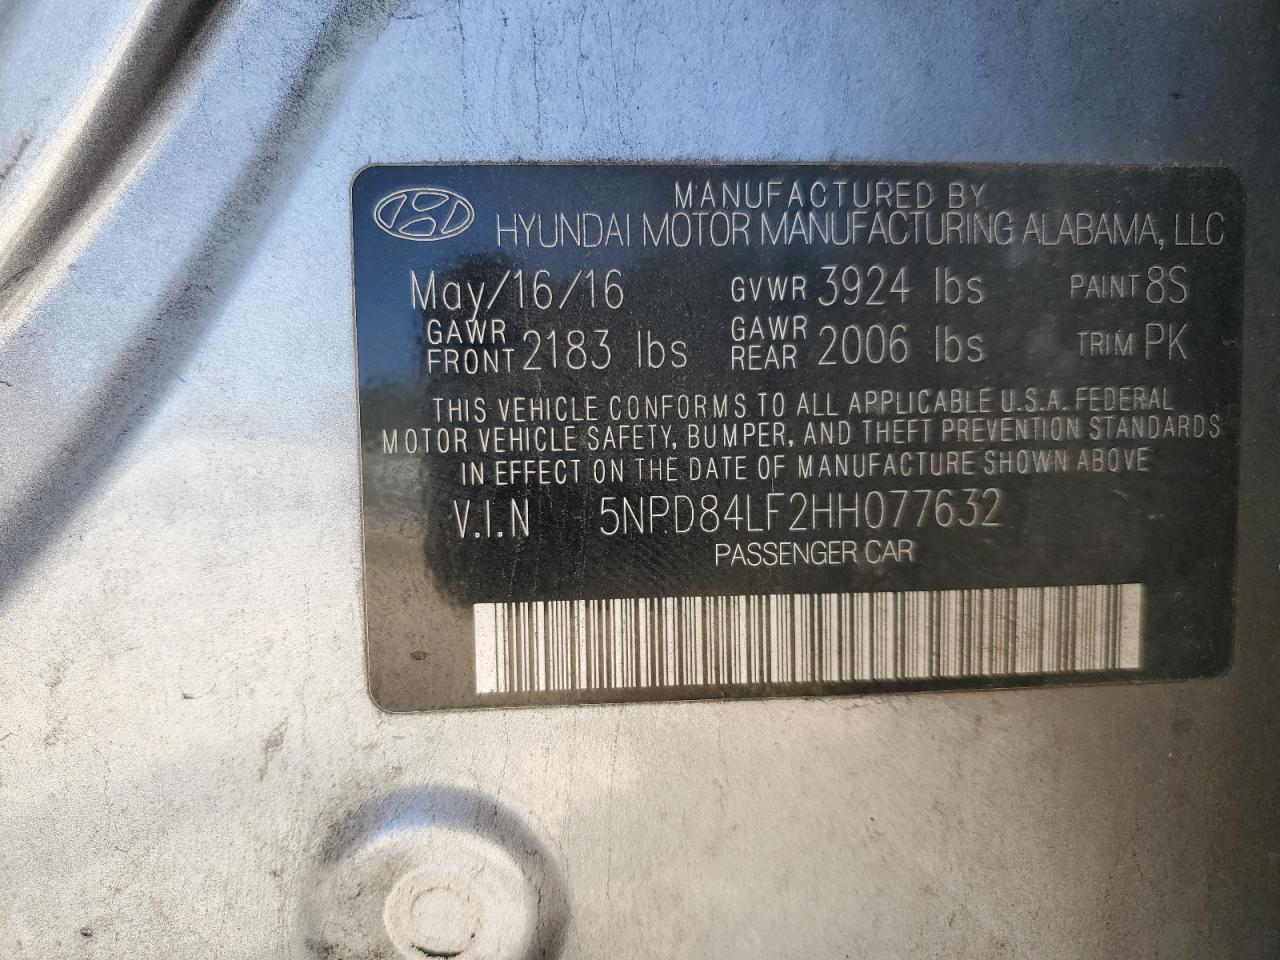 MANUFACTURED BY
HYUNDAI MOTOR MANUFACTURING ALABAMA, LLC
May/16/16 GVWR 3924 lbs PAINT 8S
GAWR FRONT 2183 lbs GAWR REAR 2006 lbs TRIM PK
THIS VEHICLE CONFORMS TO ALL APPLICABLE U.S.A. FEDERAL
MOTOR VEHICLE SAFETY, BUMPER, AND THEFT PREVENTION STANDARDS
IN EFFECT ON THE DATE OF MANUFACTURE SHOWN ABOVE
V.I.N 5NPD84LF2HH077632
PASSENGER CAR